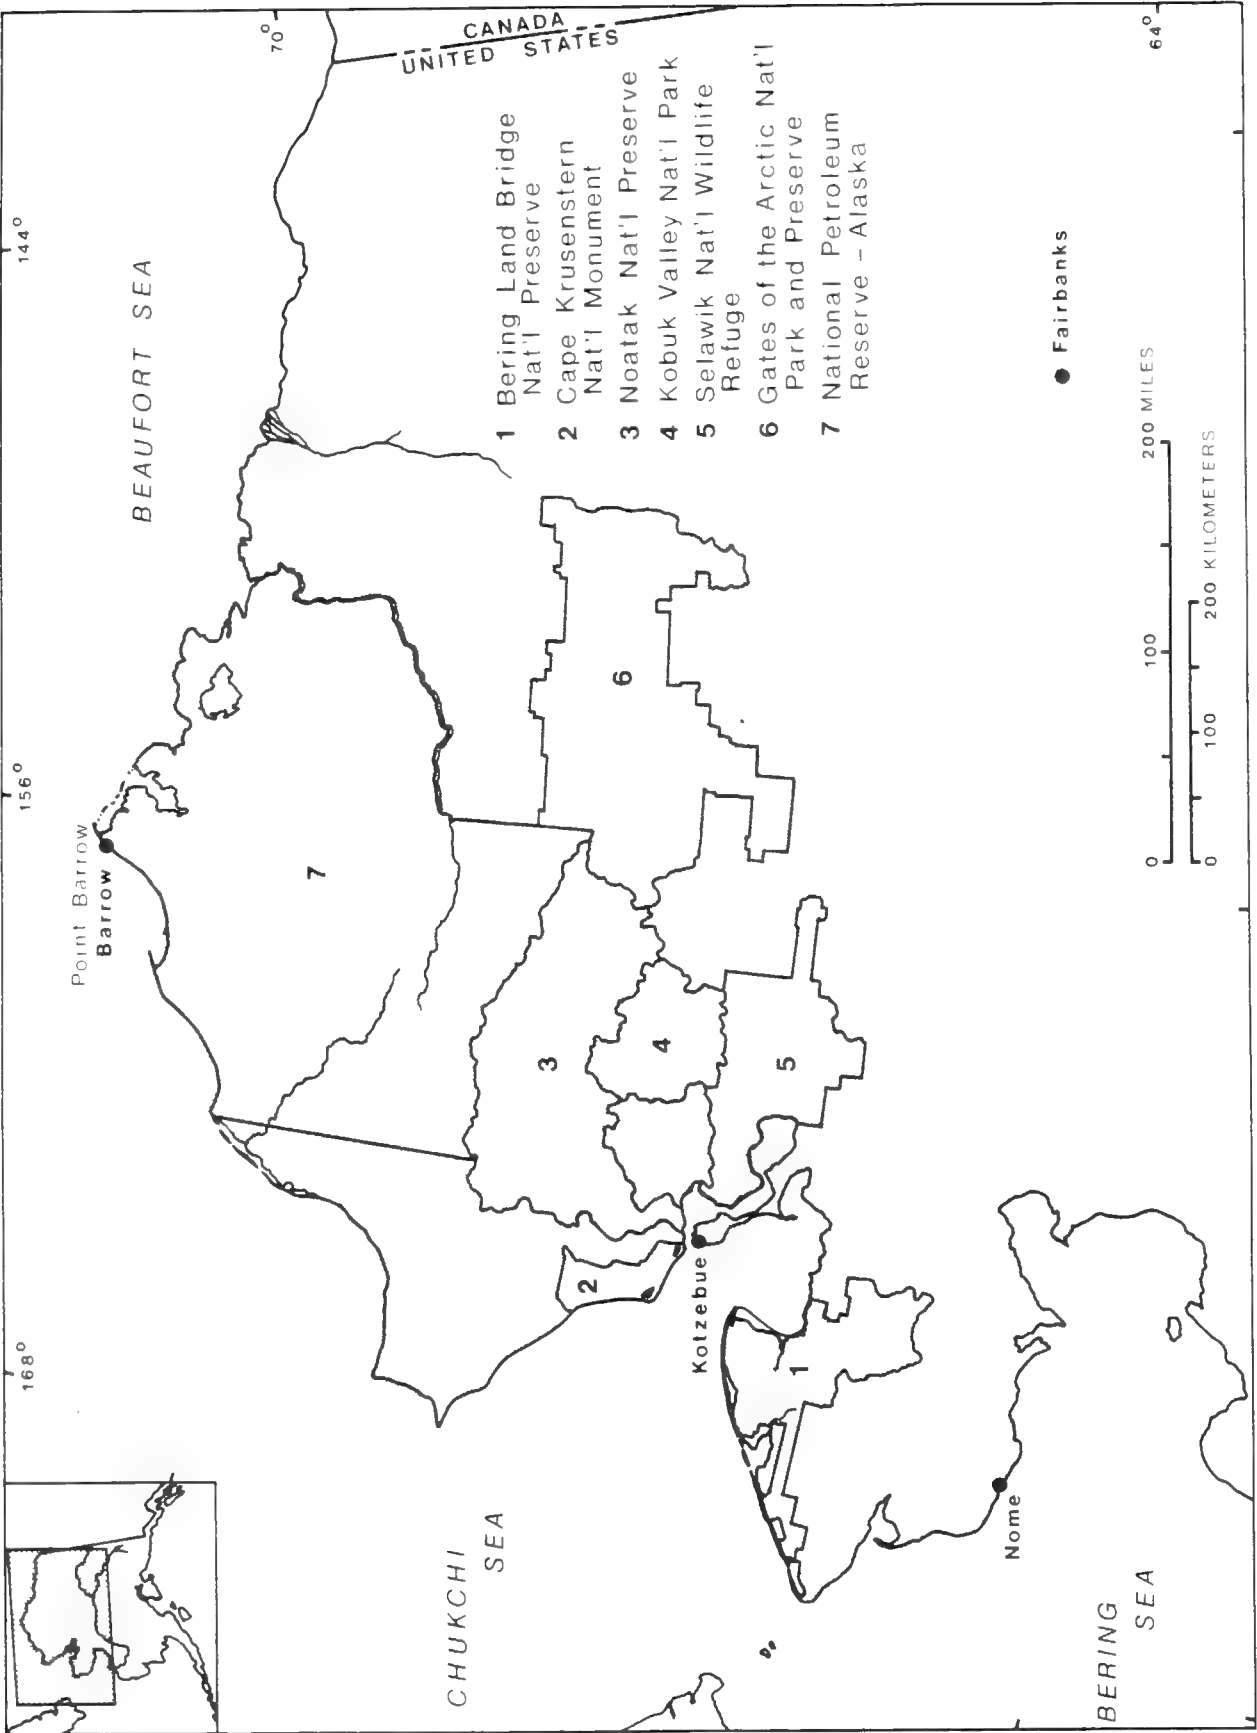 168°
156°
144°
BEAUFORT SEA
70°
Point Barrow
Barrow
CANADA
UNITED STATES
CHUKCHI
SEA
7
1 Bering Land Bridge
Nat'l Preserve
2 Cape Krusenstern
Nat'l Monument
3 Noatak Nat'l Preserve
4 Kobuk Valley Nat'l Park
5 Selawik Nat'l Wildlife
Refuge
6 Gates of the Arctic Nat'l
Park and Preserve
7 National Petroleum
Reserve – Alaska
3
2
6
4
Kotzebue
5
1
Nome
Fairbanks
BERING
SEA
64°
0 100 200 MILES
0 100 200 KILOMETERS